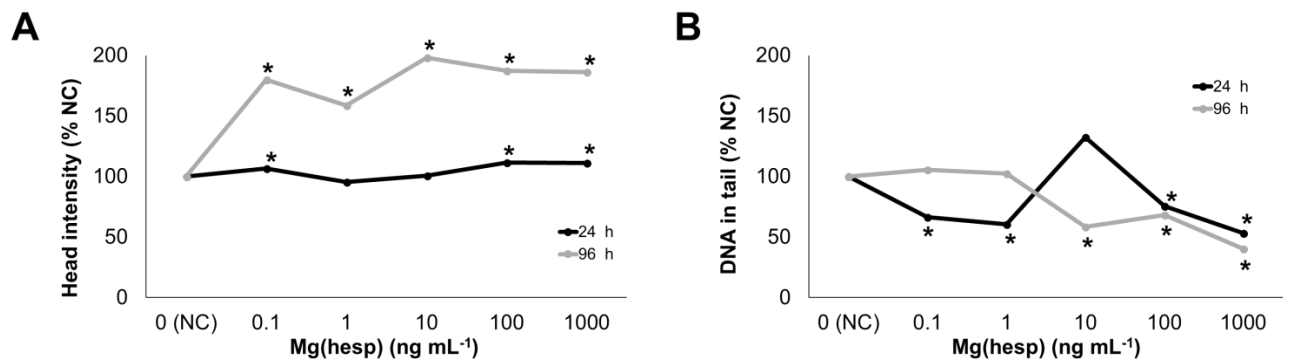 A
200
150
100
50
0
Head intensity (% NC)
* * * * *
* * *
24 h
96 h
0 (NC) 0.1 1 10 100 1000
Mg(hesp) (ng mL⁻¹)
B
200
150
100
50
0
DNA in tail (% NC)
24 h
96 h
* *
* * * * *
0 (NC) 0.1 1 10 100 1000
Mg(hesp) (ng mL⁻¹)